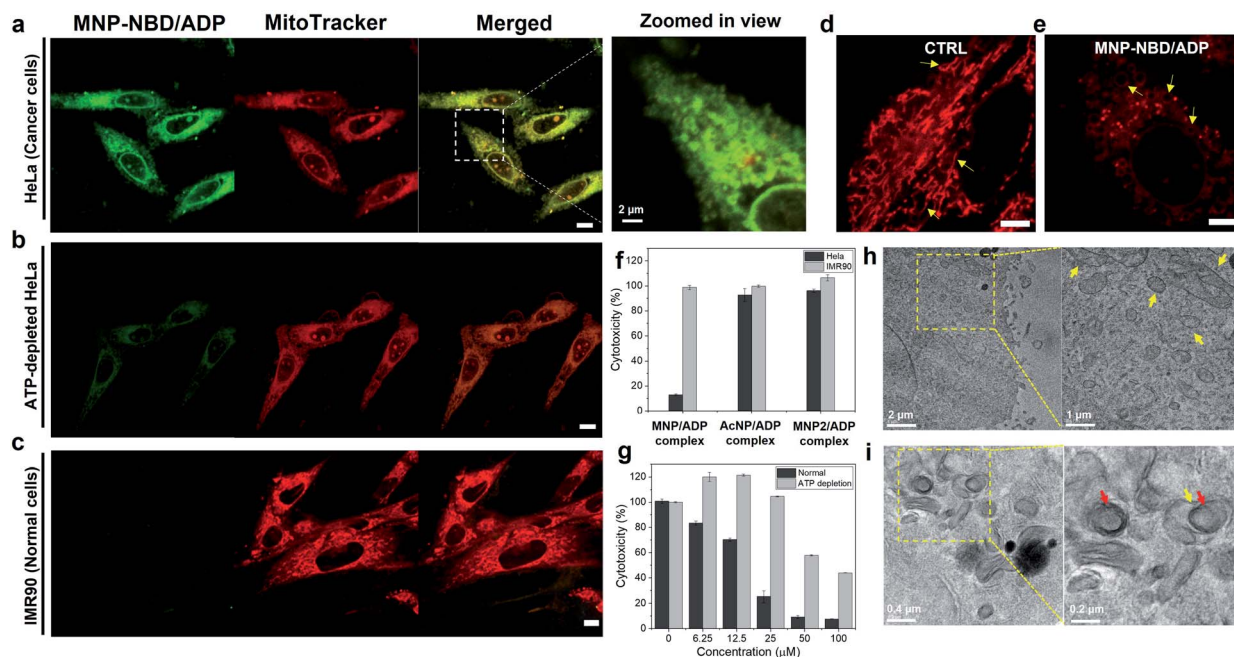 a
MNP-NBD/ADP
MitoTracker
Merged
Zoomed in view
HeLa (Cancer cells)
2 µm
d
CTRL
e
MNP-NBD/ADP
b
ATP-depleted HeLa
c
IMR90 (Normal cells)
f
Hela
IMR90
Cytotoxicity (%)
120
100
80
60
40
20
0
MNP/ADP complex
AcNP/ADP complex
MNP2/ADP complex
g
Normal
ATP depletion
Cytotoxicity (%)
120
100
80
60
40
20
0
0 6.25 12.5 25 50 100
Concentration (µM)
h
2 µm
1 µm
i
0.4 µm
0.2 µm